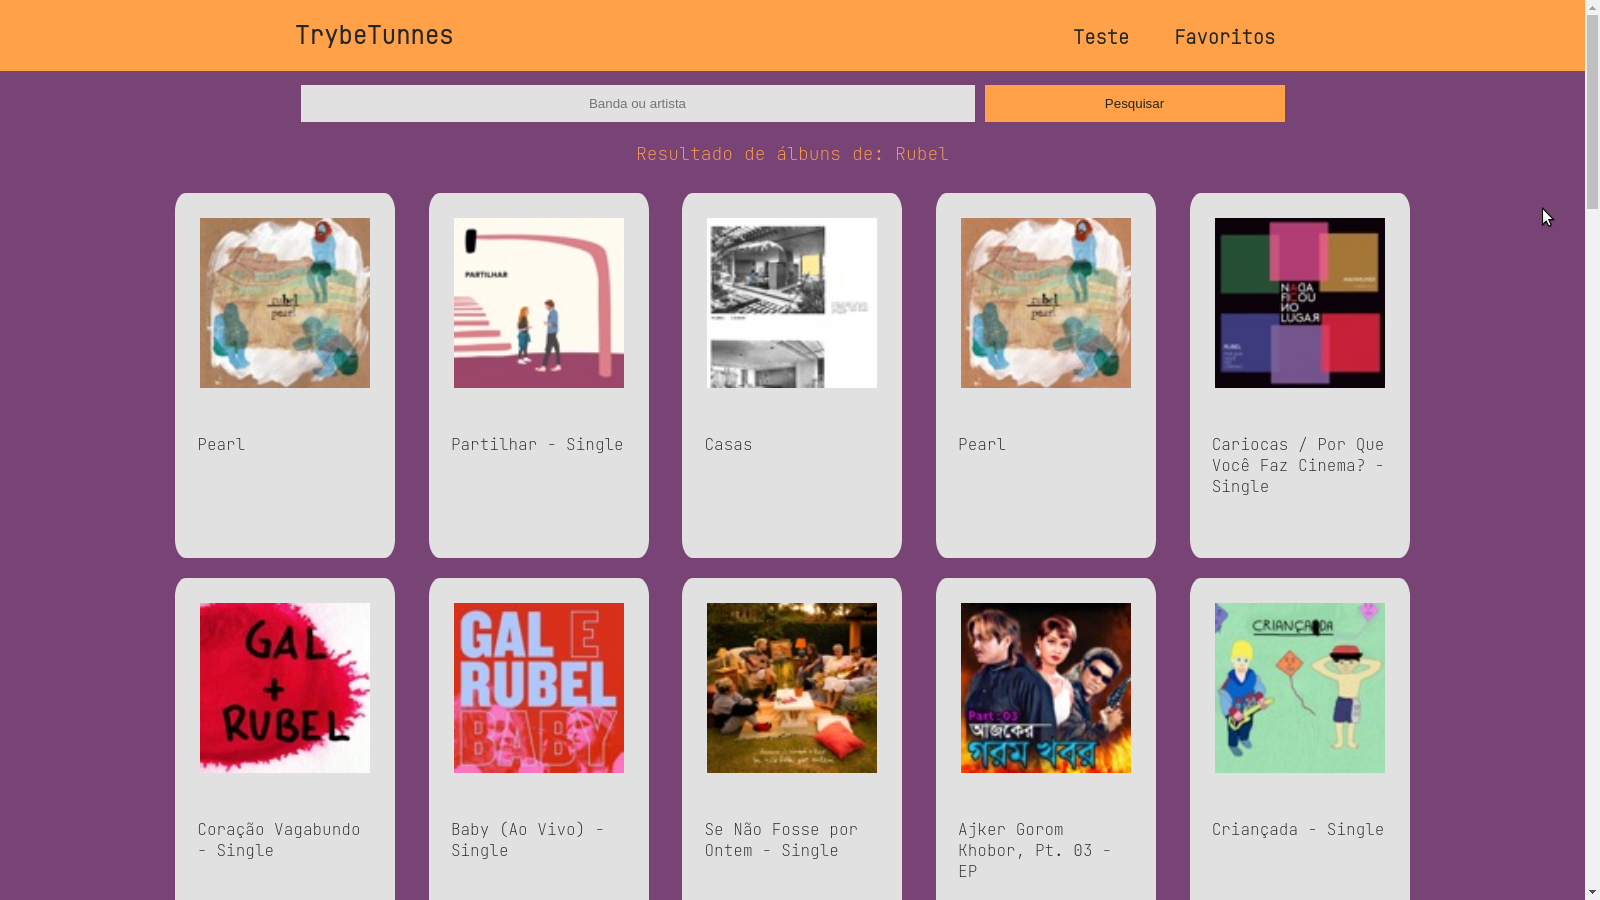 TrybeTunnes
Teste
Favoritos
Banda ou artista
Pesquisar
Resultado de álbuns de: Rubel
rubel
pearl
PARTILHAR
rubel
pearl
NADA
FICOU
NO
LUGAR
RUBEL
Pearl
Partilhar - Single
Casas
Pearl
Cariocas / Por Que
Você Faz Cinema? -
Single
GAL
+
RUBEL
GAL E
RUBEL
BABY
Part : 03
আজকের
গরম খবর
CRIANÇADA
Coração Vagabundo
- Single
Baby (Ao Vivo) -
Single
Se Não Fosse por
Ontem - Single
Ajker Gorom
Khobor, Pt. 03 -
EP
Criançada - Single